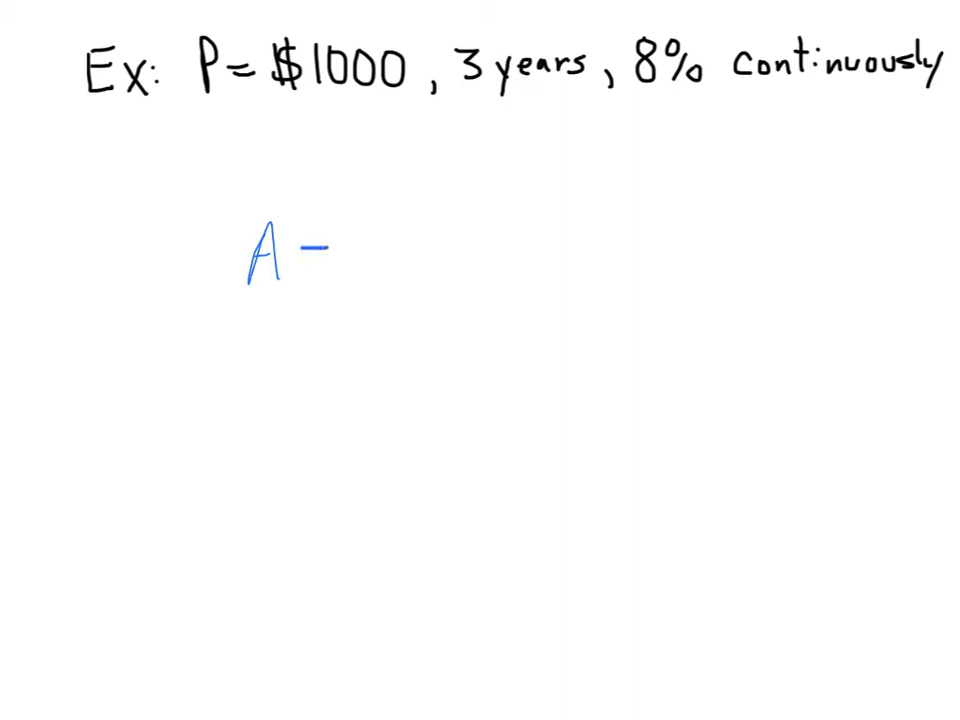 Ex: P = $1000, 3 years, 8% continuously
A -